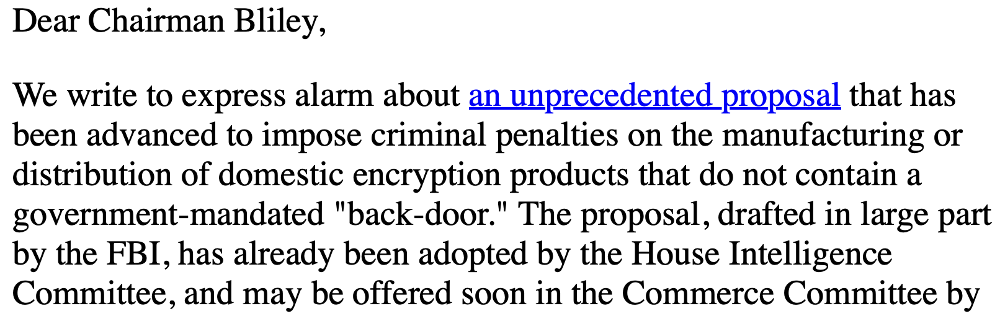 Dear Chairman Bliley,
We write to express alarm about an unprecedented proposal that has
been advanced to impose criminal penalties on the manufacturing or
distribution of domestic encryption products that do not contain a
government-mandated "back-door." The proposal, drafted in large part
by the FBI, has already been adopted by the House Intelligence
Committee, and may be offered soon in the Commerce Committee by